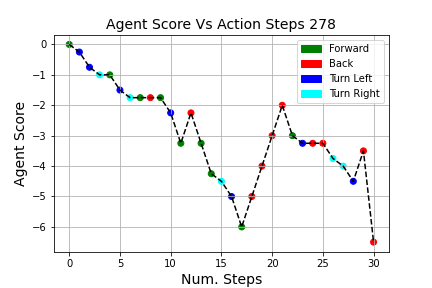 Agent Score Vs Action Steps 278
Agent Score
0
−1
−2
−3
−4
−5
−6
Forward
Back
Turn Left
Turn Right
0 5 10 15 20 25 30
Num. Steps